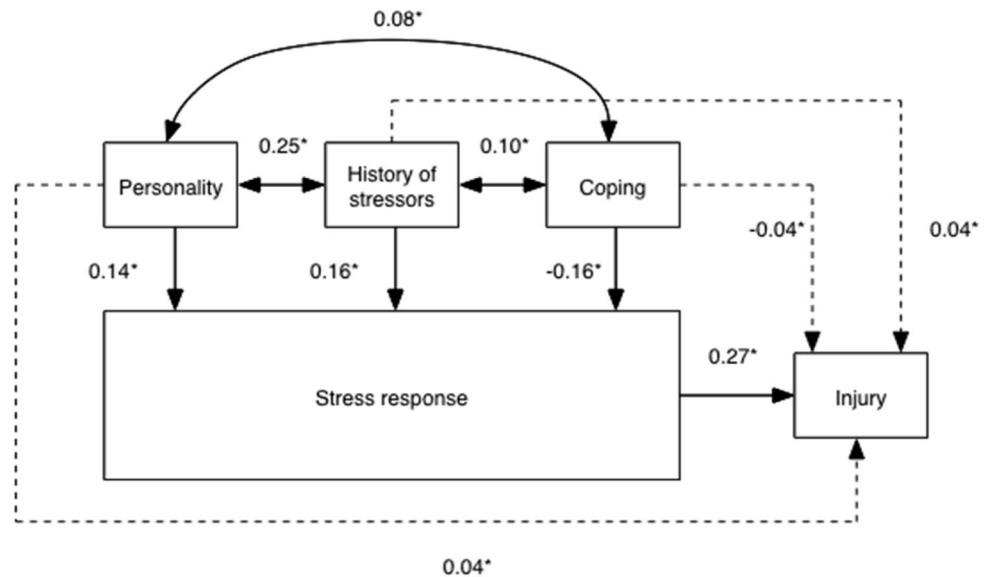 0.08*
0.25*
0.10*
Personality
History of
stressors
Coping
-0.04*
0.04*
0.14*
0.16*
-0.16*
0.27*
Stress response
Injury
0.04*